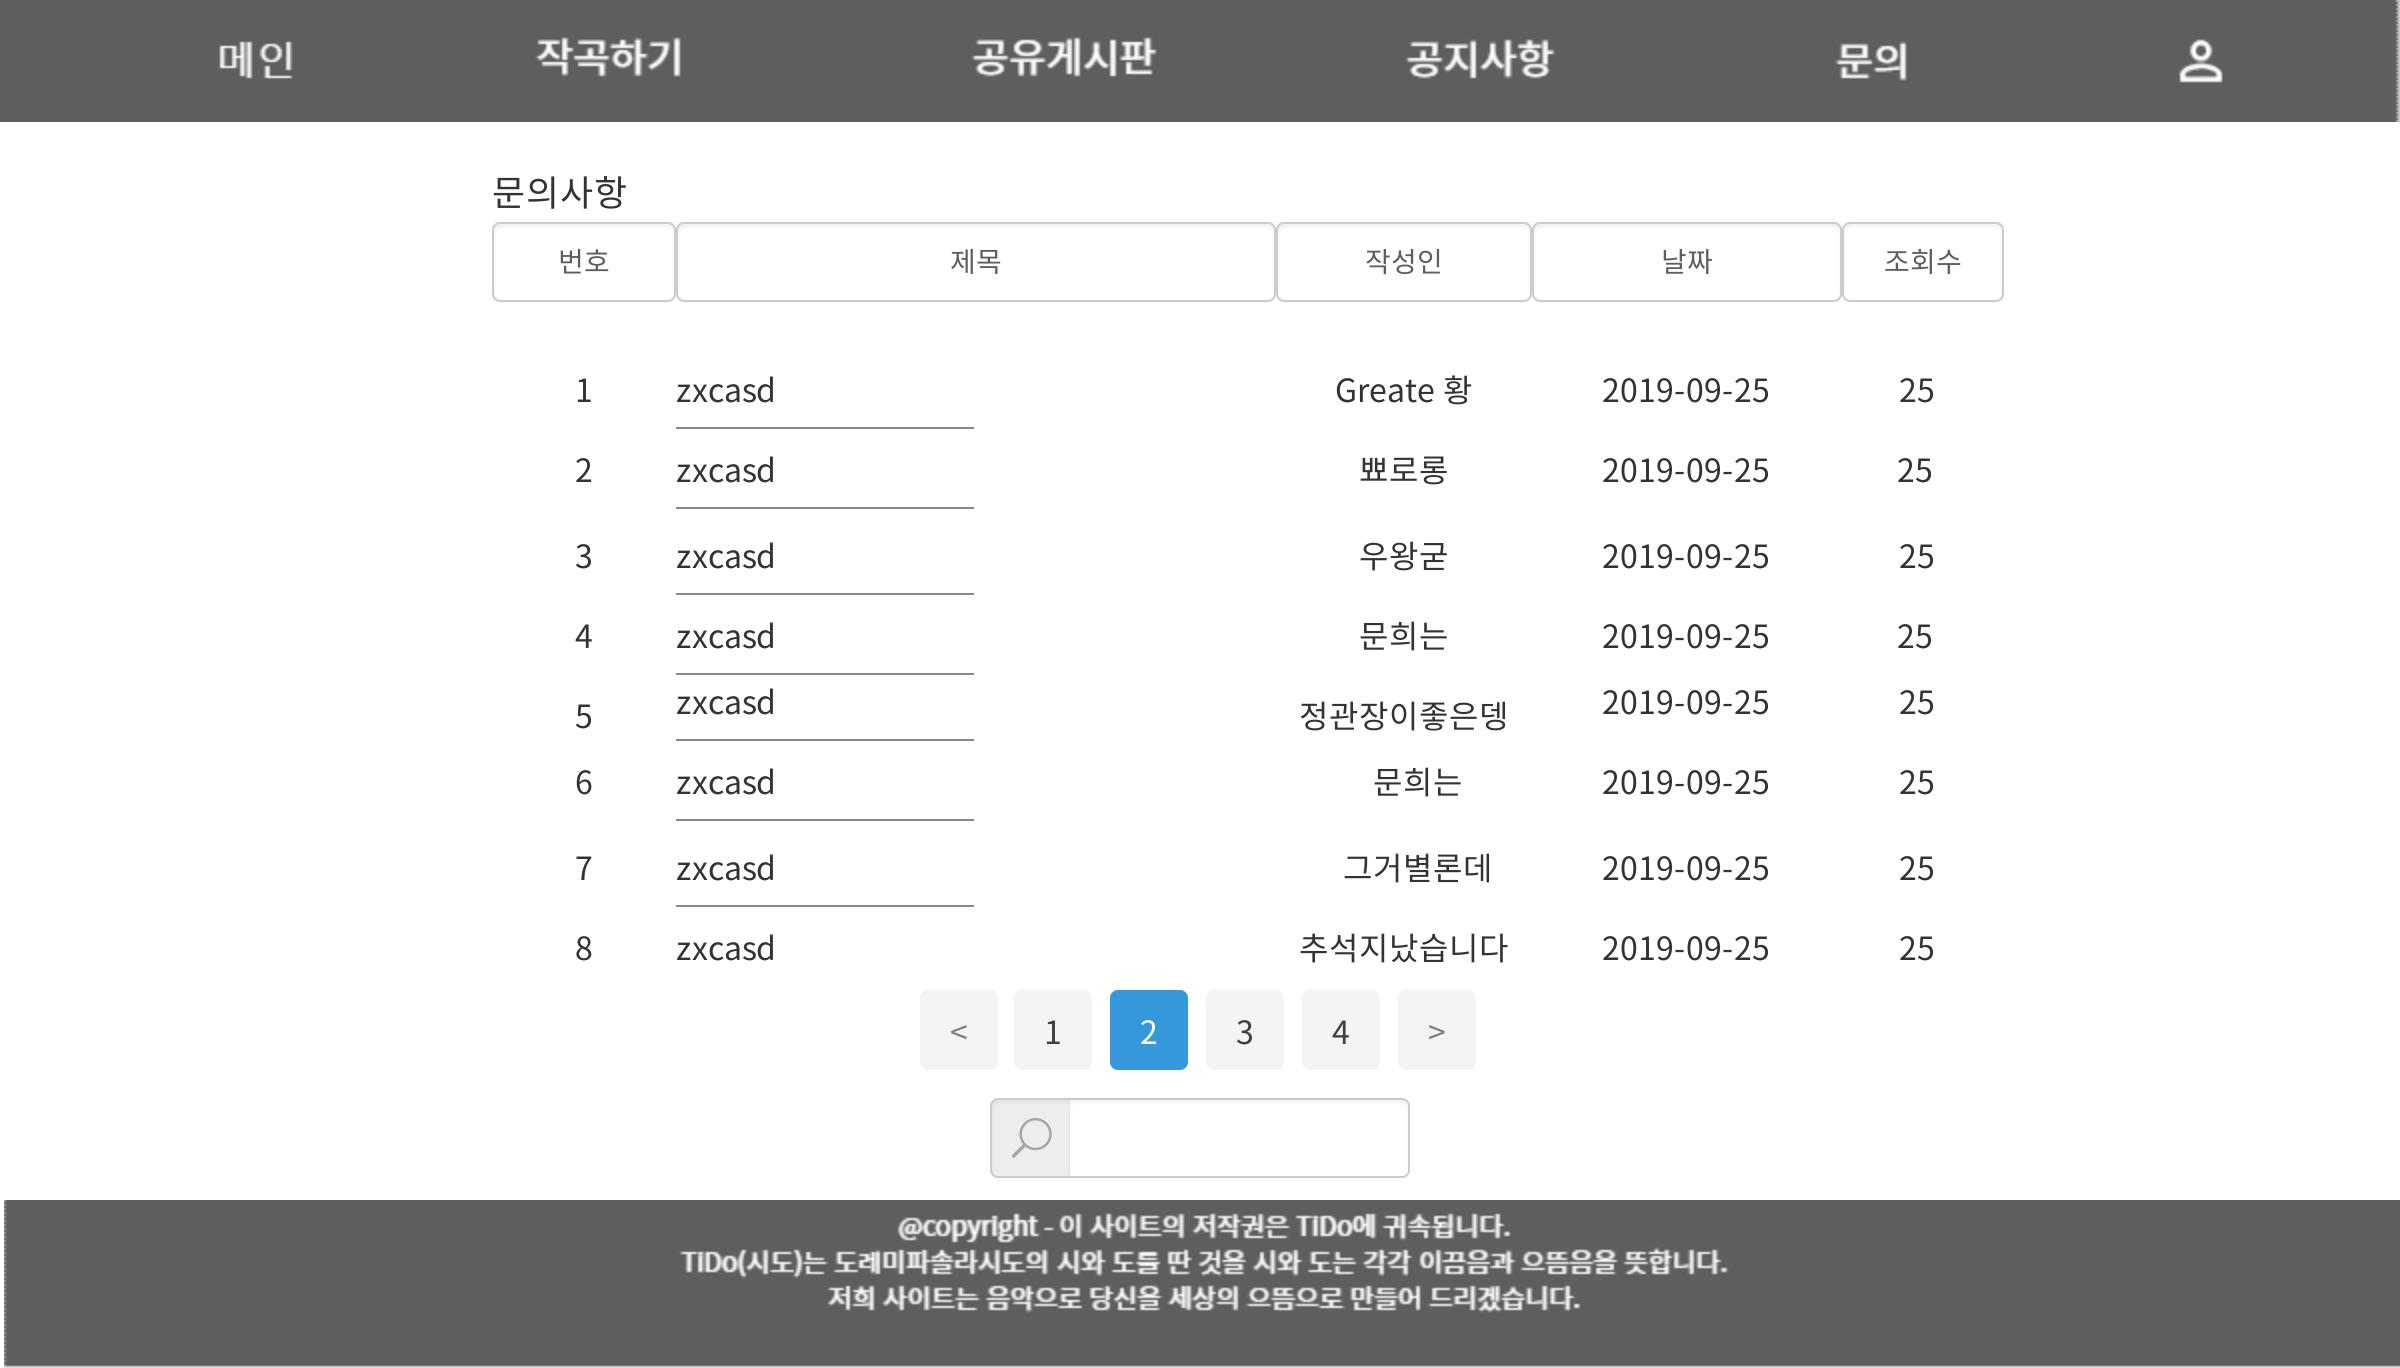 메인 작곡하기 공유게시판 공지사항 문의
문의사항
번호 제목 작성인 날짜 조회수
1 zxcasd Greate 황 2019-09-25 25
2 zxcasd 뾰로롱 2019-09-25 25
3 zxcasd 우왕굳 2019-09-25 25
4 zxcasd 문희는 2019-09-25 25
5 zxcasd 정관장이좋은뎅 2019-09-25 25
6 zxcasd 문희는 2019-09-25 25
7 zxcasd 그거별론데 2019-09-25 25
8 zxcasd 추석지났습니다 2019-09-25 25
< 1 2 3 4 >
@copyright - 이 사이트의 저작권은 TIDo에 귀속됩니다.
TIDo(시도)는 도레미파솔라시도의 시와 도를 딴 것을 시와 도는 각각 이끔음과 으뜸음을 뜻합니다.
저희 사이트는 음악으로 당신을 세상의 으뜸으로 만들어 드리겠습니다.